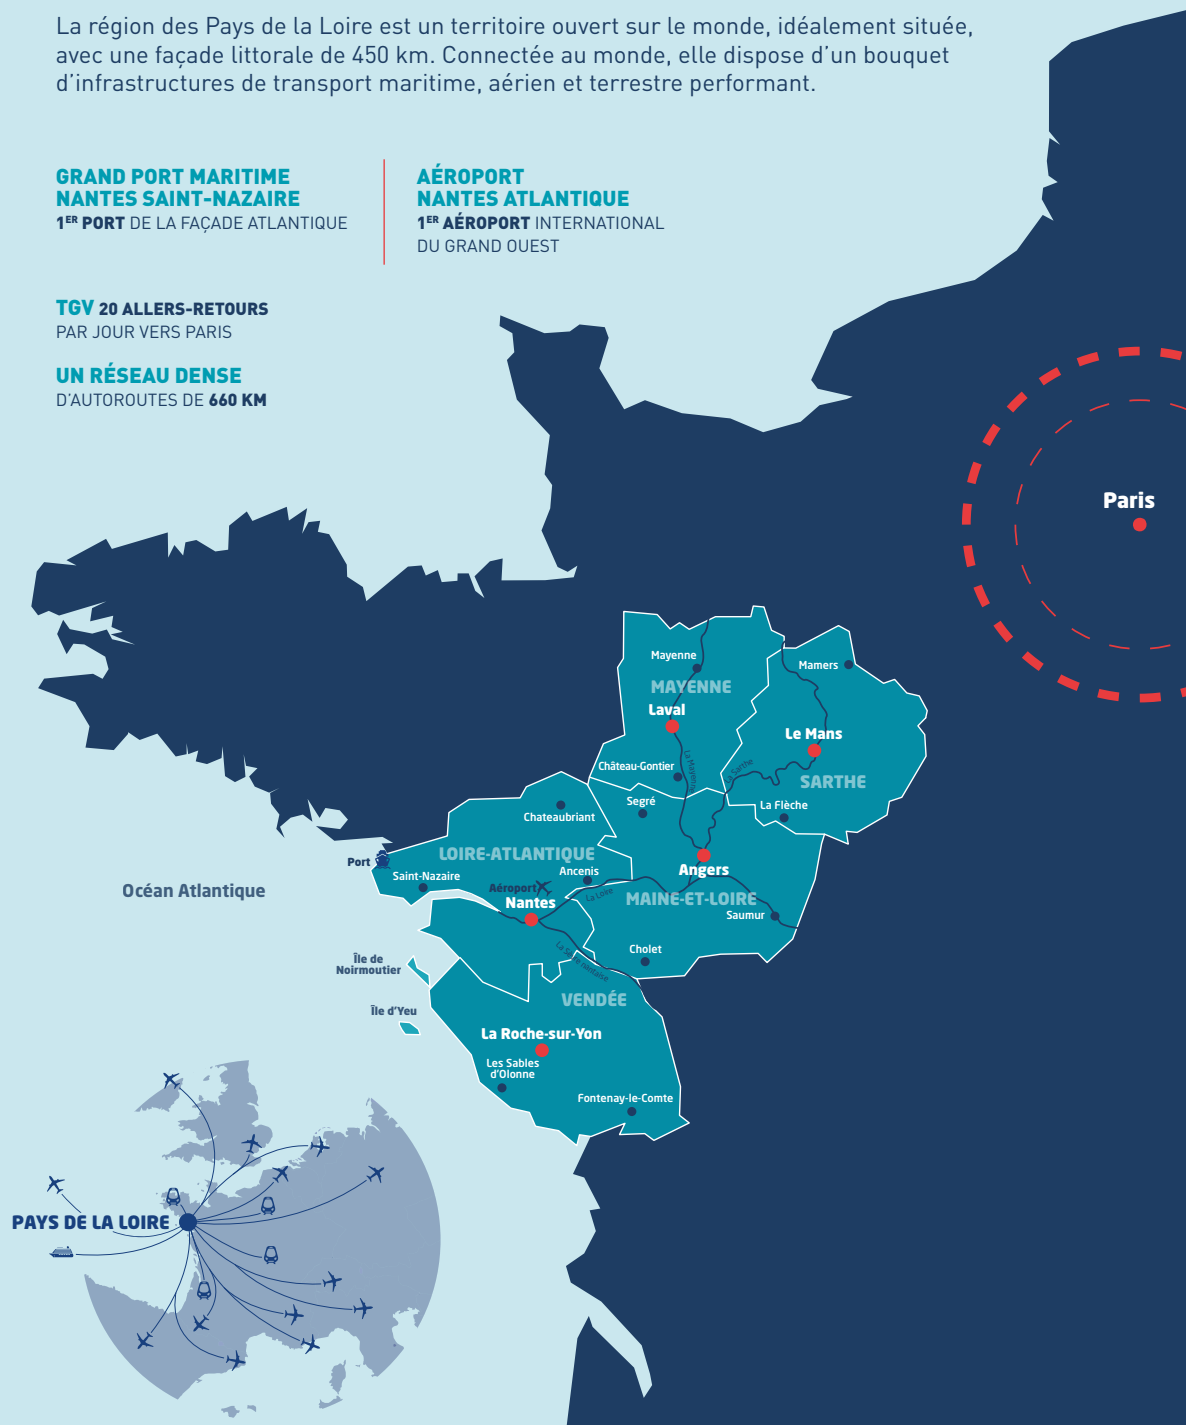 La région des Pays de la Loire est un territoire ouvert sur le monde, idéalement située,
avec une façade littorale de 450 km. Connectée au monde, elle dispose d’un bouquet
d’infrastructures de transport maritime, aérien et terrestre performant.
GRAND PORT MARITIME
NANTES SAINT-NAZAIRE
1ER PORT DE LA FAÇADE ATLANTIQUE
AÉROPORT
NANTES ATLANTIQUE
1ER AÉROPORT INTERNATIONAL
DU GRAND OUEST
TGV 20 ALLERS-RETOURS
PAR JOUR VERS PARIS
UN RÉSEAU DENSE
D’AUTOROUTES DE 660 KM
Paris
Mayenne
Mamers
MAYENNE
Laval
Le Mans
La Mayenne
Château-Gontier
La Sarthe
SARTHE
Segré
La Flèche
Chateaubriant
LOIRE-ATLANTIQUE
Port
Angers
Saint-Nazaire
Ancenis
Océan Atlantique
Aéroport
La Loire
Nantes
MAINE-ET-LOIRE
Saumur
Cholet
La Sèvre nantaise
Île de
Noirmoutier
VENDÉE
Île d’Yeu
La Roche-sur-Yon
Les Sables
d’Olonne
Fontenay-le-Comte
PAYS DE LA LOIRE